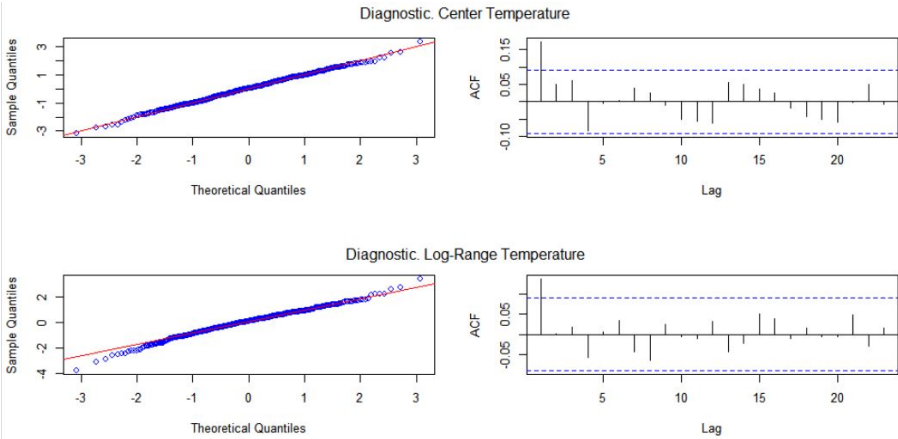 Diagnostic. Center Temperature
Sample Quantiles
3
1
-1
-3
-3 -2 -1 0 1 2 3
Theoretical Quantiles
ACF
0.15
0.05
-0.10
5 10 15 20
Lag
Diagnostic. Log-Range Temperature
Sample Quantiles
2
0
-2
-4
-3 -2 -1 0 1 2 3
Theoretical Quantiles
ACF
0.05
-0.05
5 10 15 20
Lag